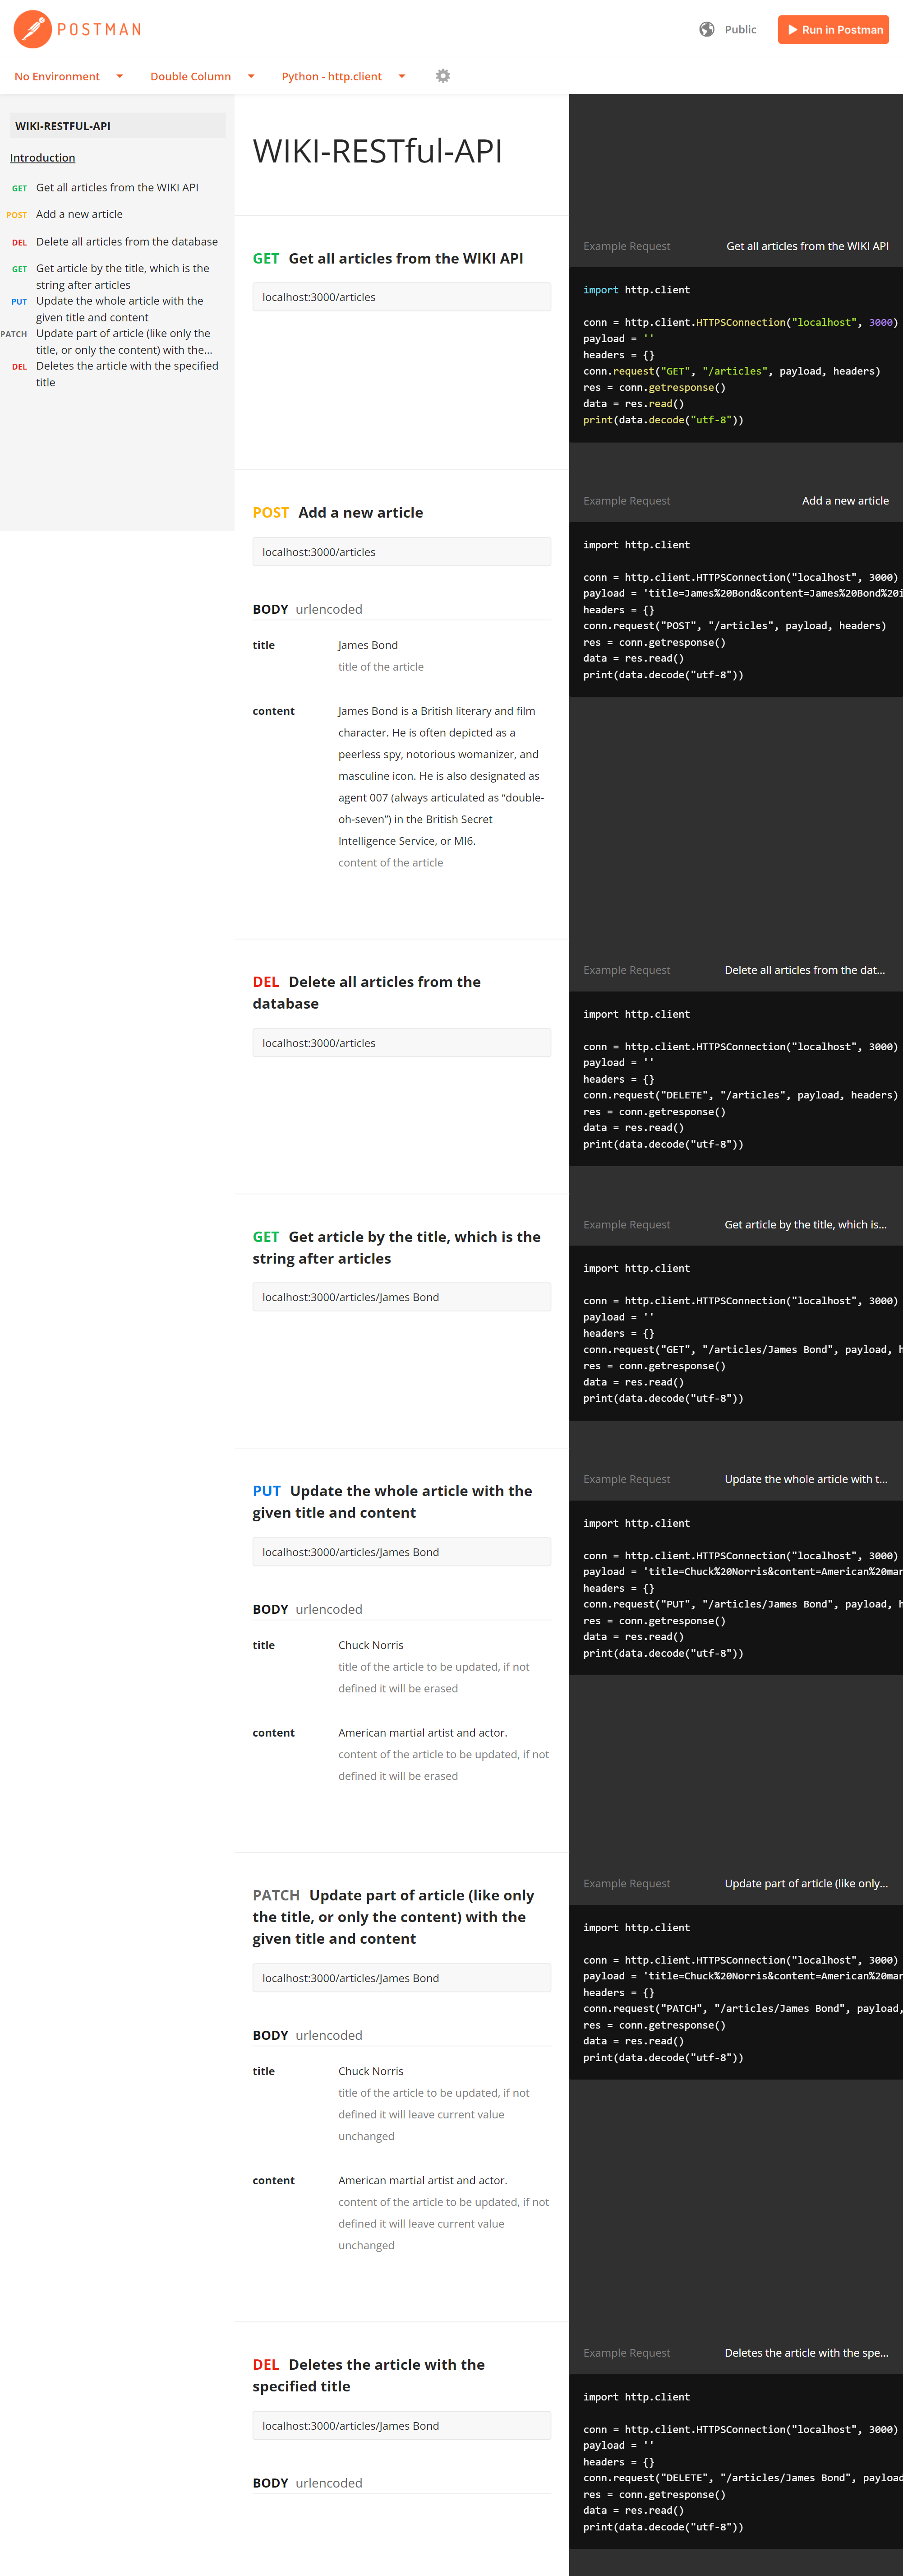 POSTMAN
Public
Run in Postman
No Environment
Double Column
Python - http.client
WIKI-RESTFUL-API
Introduction
GET Get all articles from the WIKI API
POST Add a new article
DEL Delete all articles from the database
GET Get article by the title, which is the
string after articles
PUT Update the whole article with the
given title and content
PATCH Update part of article (like only the
title, or only the content) with the...
DEL Deletes the article with the specified
title
WIKI-RESTful-API
GET Get all articles from the WIKI API
localhost:3000/articles
Example Request Get all articles from the WIKI API
import http.client
conn = http.client.HTTPSConnection("localhost", 3000)
payload = ''
headers = {}
conn.request("GET", "/articles", payload, headers)
res = conn.getresponse()
data = res.read()
print(data.decode("utf-8"))
POST Add a new article
localhost:3000/articles
BODY urlencoded
title James Bond
title of the article
content James Bond is a British literary and film
character. He is often depicted as a
peerless spy, notorious womanizer, and
masculine icon. He is also designated as
agent 007 (always articulated as “double-
oh-seven”) in the British Secret
Intelligence Service, or MI6.
content of the article
Example Request Add a new article
import http.client
conn = http.client.HTTPSConnection("localhost", 3000)
payload = 'title=James%20Bond&content=James%20Bond%20i
headers = {}
conn.request("POST", "/articles", payload, headers)
res = conn.getresponse()
data = res.read()
print(data.decode("utf-8"))
DEL Delete all articles from the
database
localhost:3000/articles
Example Request Delete all articles from the dat...
import http.client
conn = http.client.HTTPSConnection("localhost", 3000)
payload = ''
headers = {}
conn.request("DELETE", "/articles", payload, headers)
res = conn.getresponse()
data = res.read()
print(data.decode("utf-8"))
GET Get article by the title, which is the
string after articles
localhost:3000/articles/James Bond
Example Request Get article by the title, which is...
import http.client
conn = http.client.HTTPSConnection("localhost", 3000)
payload = ''
headers = {}
conn.request("GET", "/articles/James Bond", payload, h
res = conn.getresponse()
data = res.read()
print(data.decode("utf-8"))
PUT Update the whole article with the
given title and content
localhost:3000/articles/James Bond
BODY urlencoded
title Chuck Norris
title of the article to be updated, if not
defined it will be erased
content American martial artist and actor.
content of the article to be updated, if not
defined it will be erased
Example Request Update the whole article with t...
import http.client
conn = http.client.HTTPSConnection("localhost", 3000)
payload = 'title=Chuck%20Norris&content=American%20mar
headers = {}
conn.request("PUT", "/articles/James Bond", payload, h
res = conn.getresponse()
data = res.read()
print(data.decode("utf-8"))
PATCH Update part of article (like only
the title, or only the content) with the
given title and content
localhost:3000/articles/James Bond
BODY urlencoded
title Chuck Norris
title of the article to be updated, if not
defined it will leave current value
unchanged
content American martial artist and actor.
content of the article to be updated, if not
defined it will leave current value
unchanged
Example Request Update part of article (like only...
import http.client
conn = http.client.HTTPSConnection("localhost", 3000)
payload = 'title=Chuck%20Norris&content=American%20mar
headers = {}
conn.request("PATCH", "/articles/James Bond", payload,
res = conn.getresponse()
data = res.read()
print(data.decode("utf-8"))
DEL Deletes the article with the
specified title
localhost:3000/articles/James Bond
BODY urlencoded
Example Request Deletes the article with the spe...
import http.client
conn = http.client.HTTPSConnection("localhost", 3000)
payload = ''
headers = {}
conn.request("DELETE", "/articles/James Bond", payload
res = conn.getresponse()
data = res.read()
print(data.decode("utf-8"))